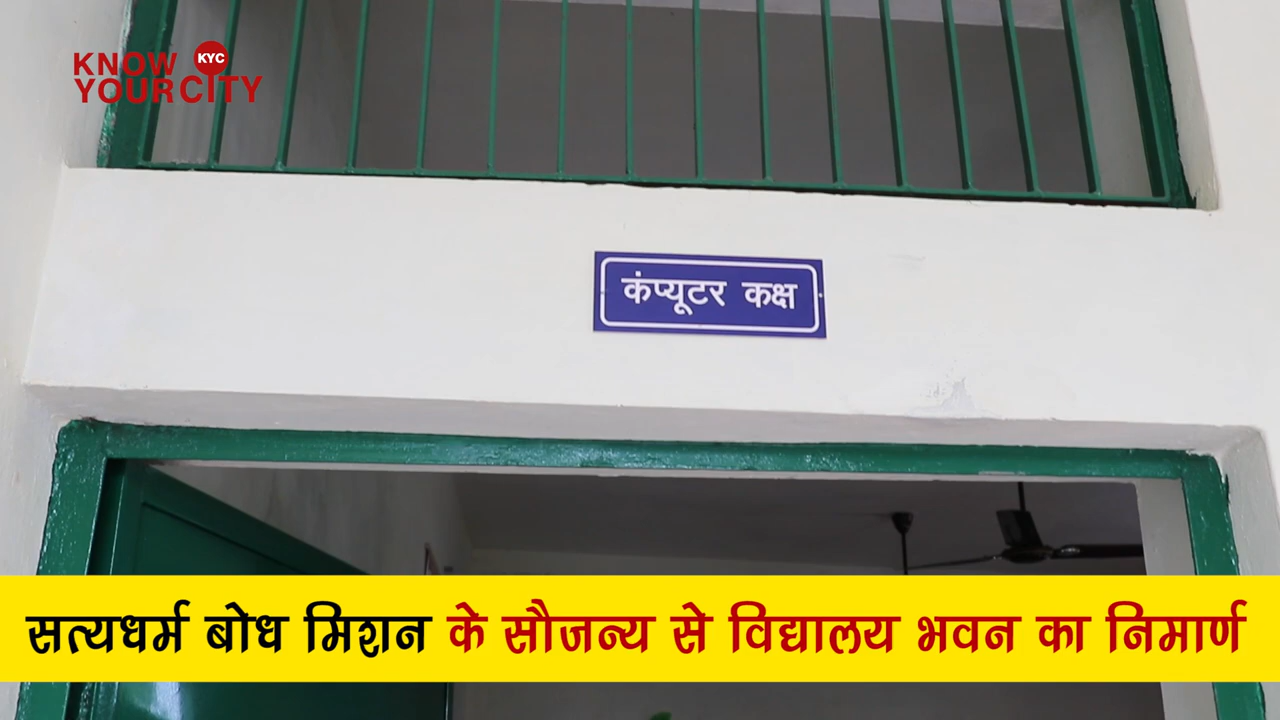 KNOW KYC
YOUR CITY
कंप्यूटर कक्ष
सत्यधर्म बोध मिशन के सौजन्य से विद्यालय भवन का निमार्ण